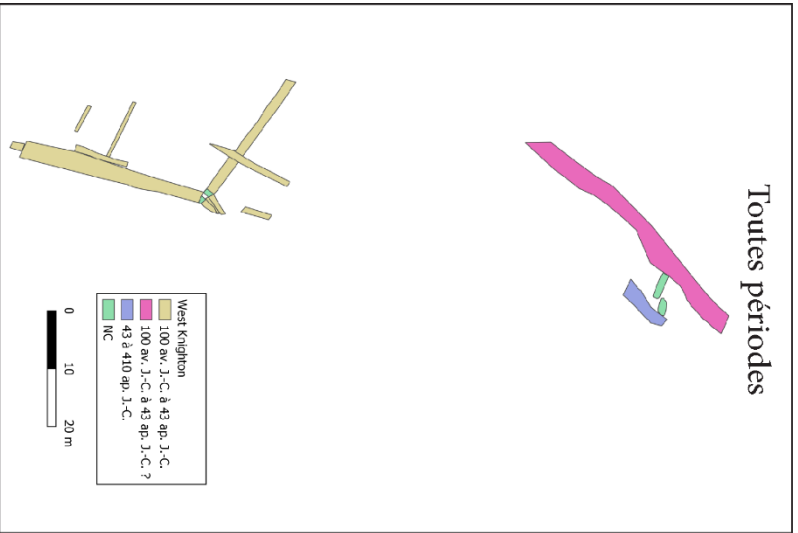 Toutes périodes
West Knighton
100 av. J.-C. à 43 ap. J.-C.
100 av. J.-C. à 43 ap. J.-C. ?
43 à 410 ap. J.-C.
NC
0 10 20 m